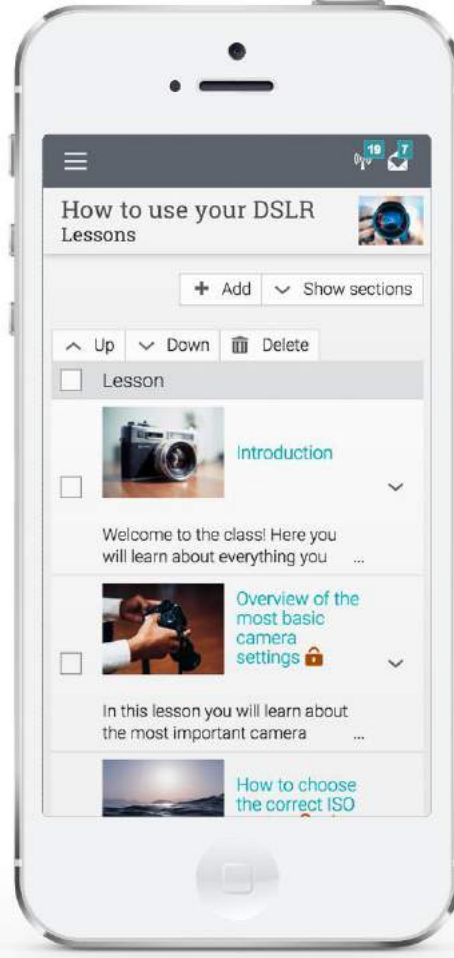 19 7
How to use your DSLR
Lessons
+ Add Show sections
Up Down Delete
Lesson
Introduction
Welcome to the class! Here you
will learn about everything you ...
Overview of the
most basic
camera
settings
In this lesson you will learn about
the most important camera ...
How to choose
the correct ISO